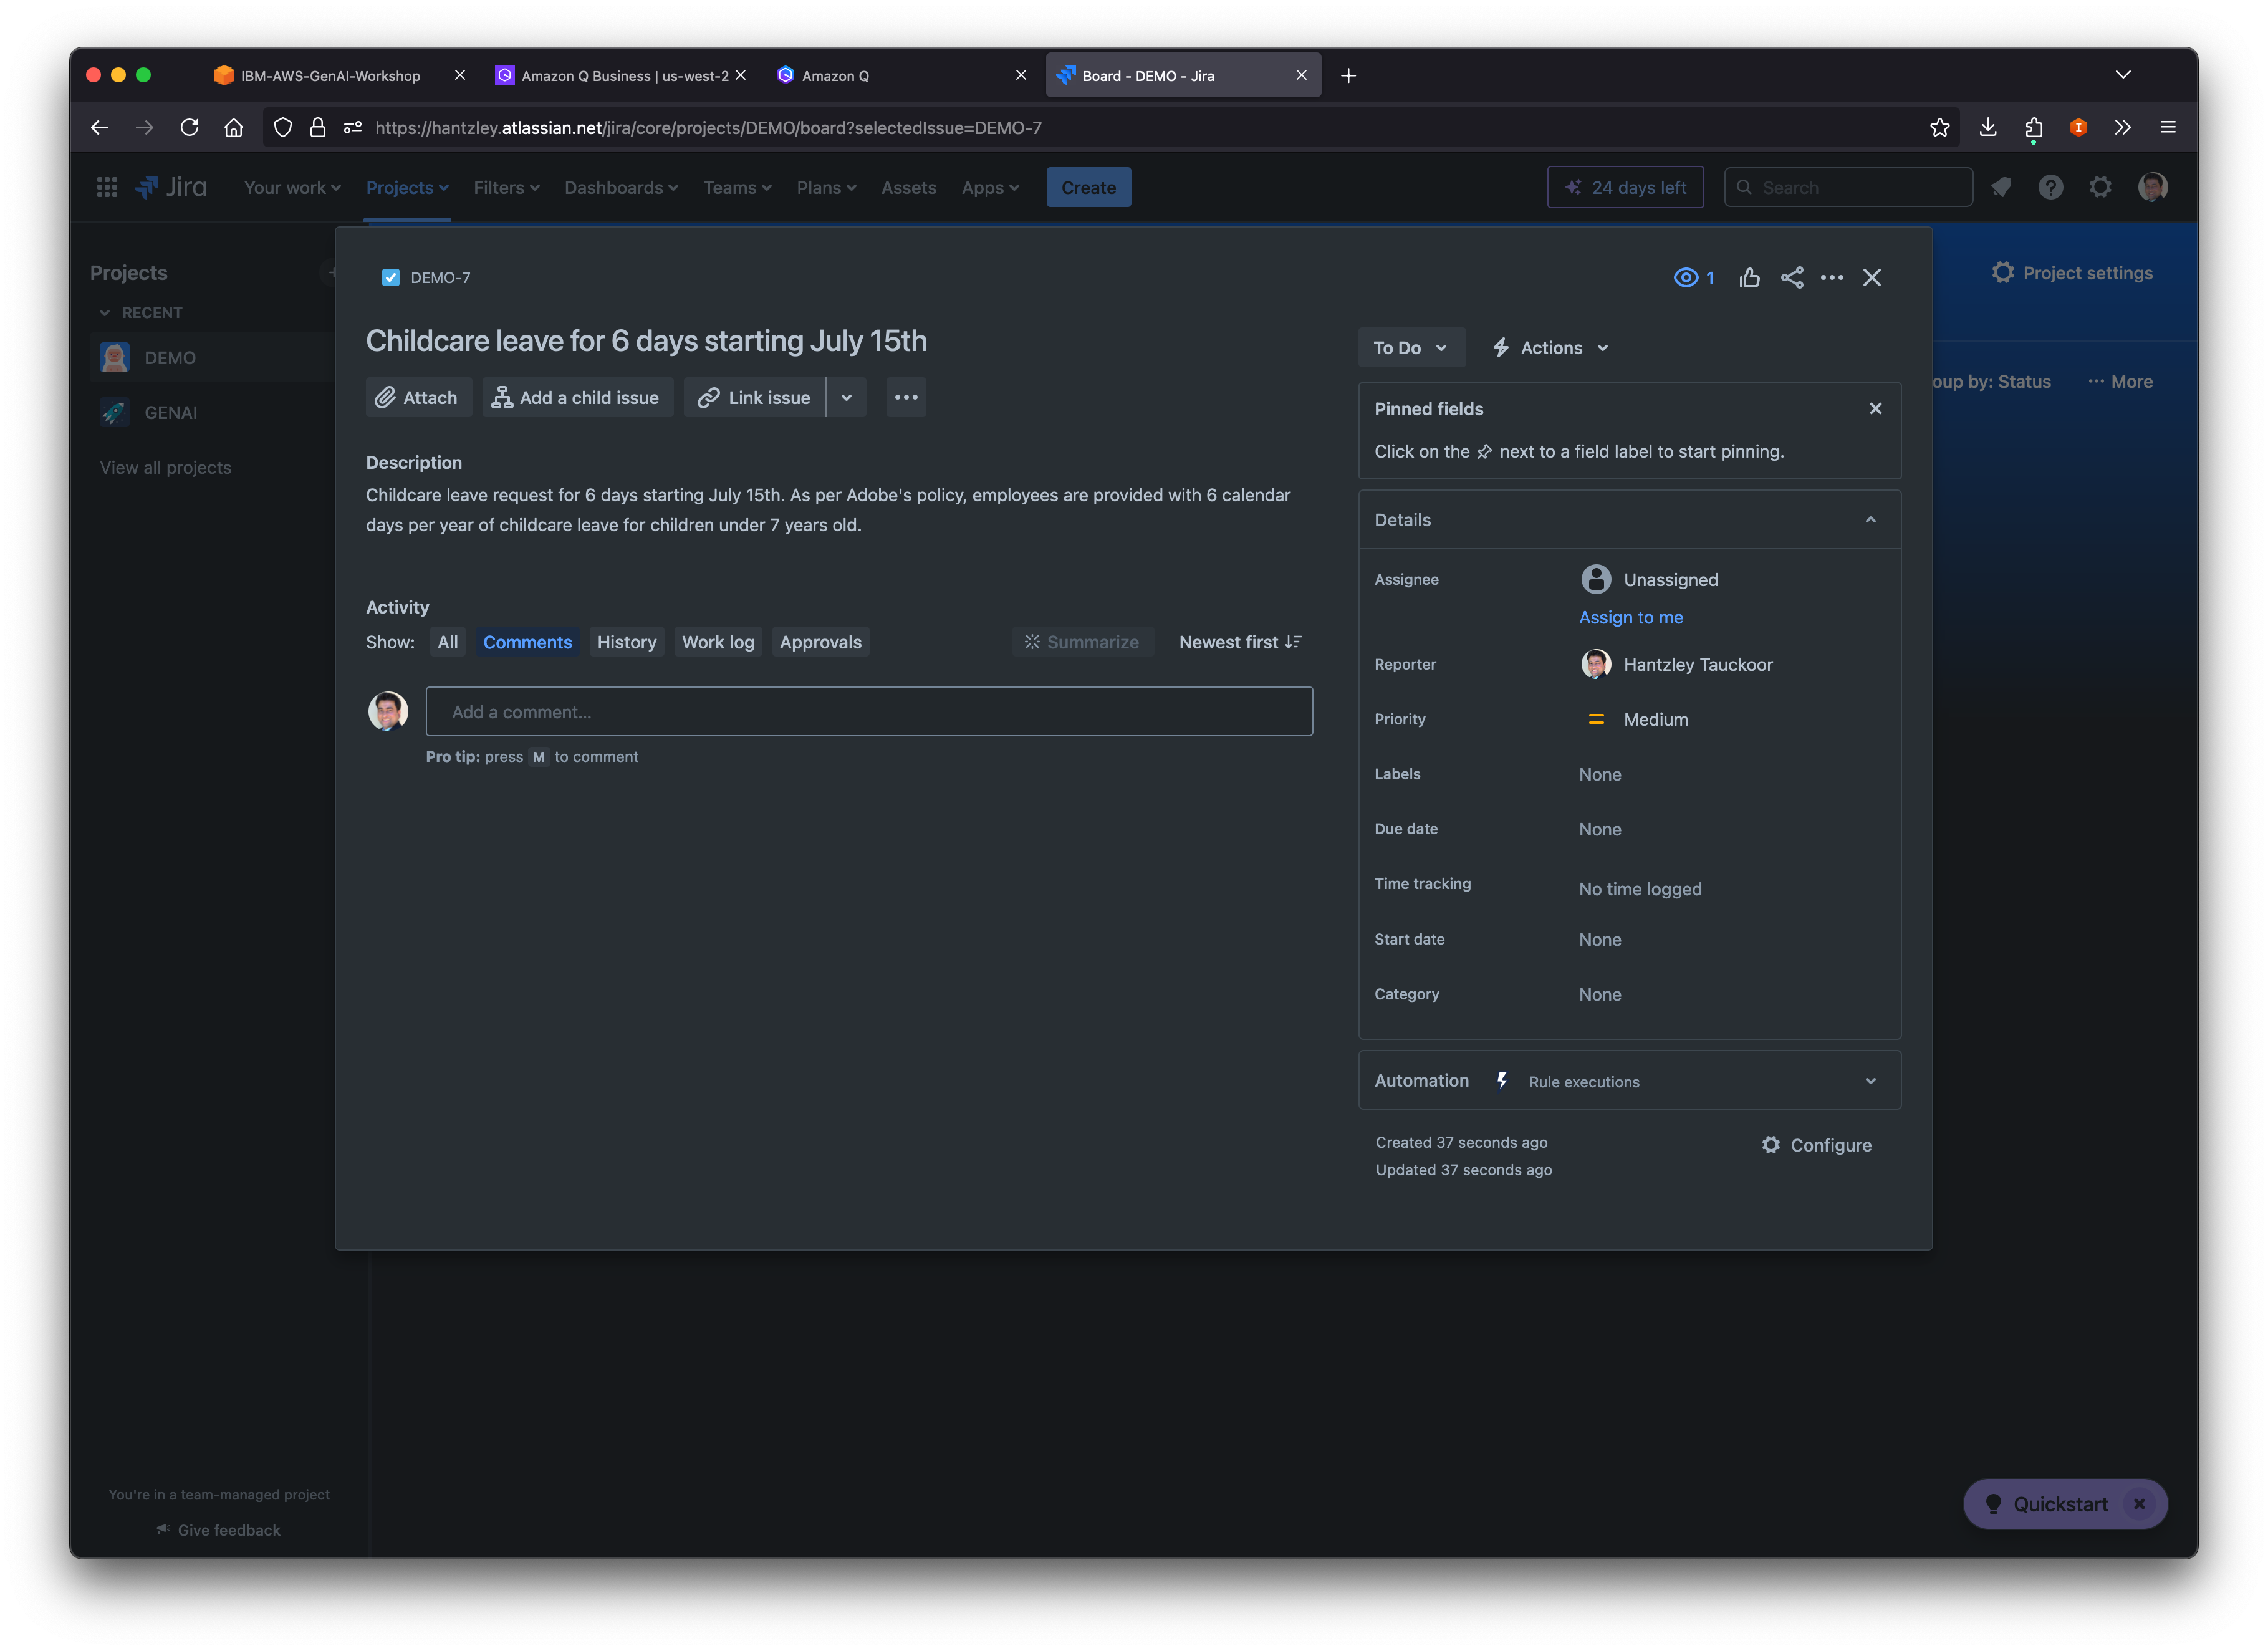 IBM-AWS-GenAI-Workshop
Amazon Q Business | us-west-2
Amazon Q
Board - DEMO - Jira
https://hantzley.atlassian.net/jira/core/projects/DEMO/board?selectedIssue=DEMO-7
Jira
Your work
Projects
Filters
Dashboards
Teams
Plans
Assets
Apps
Create
24 days left
Search
Projects
RECENT
DEMO
GENAI
View all projects
Project settings
oup by: Status
More
DEMO-7
1
Childcare leave for 6 days starting July 15th
Attach
Add a child issue
Link issue
Description
Childcare leave request for 6 days starting July 15th. As per Adobe's policy, employees are provided with 6 calendar
days per year of childcare leave for children under 7 years old.
Activity
Show:
All
Comments
History
Work log
Approvals
Summarize
Newest first
Add a comment...
Pro tip: press M to comment
To Do
Actions
Pinned fields
Click on the next to a field label to start pinning.
Details
Assignee
Unassigned
Assign to me
Reporter
Hantzley Tauckoor
Priority
Medium
Labels
None
Due date
None
Time tracking
No time logged
Start date
None
Category
None
Automation
Rule executions
Created 37 seconds ago
Updated 37 seconds ago
Configure
You're in a team-managed project
Give feedback
Quickstart